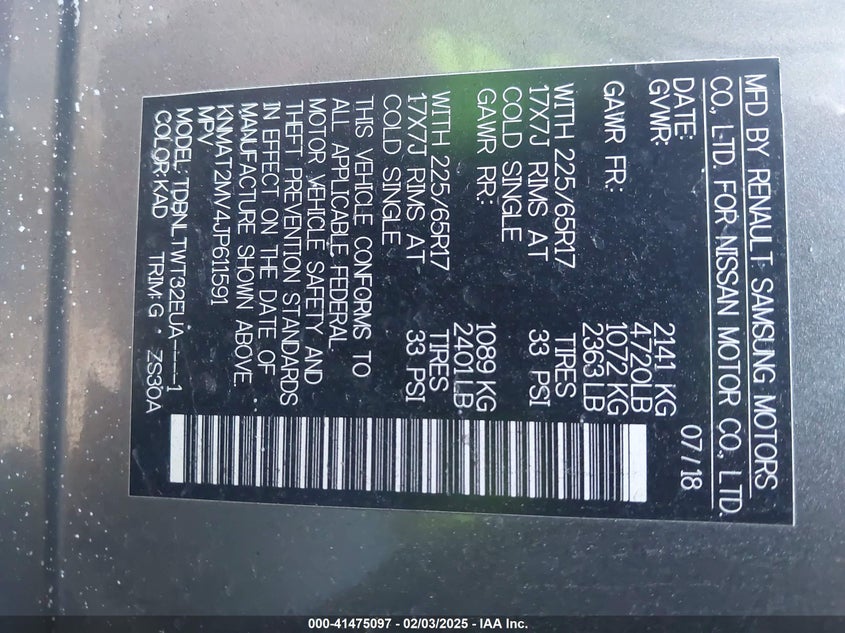 MFD BY RENAULT SAMSUNG MOTORS
CO., LTD. FOR NISSAN MOTOR CO., LTD.
DATE: 07/18
GVWR: 2141 KG
4720LB
GAWR FR: 1072 KG
2363 LB
WITH 225/65R17 TIRES
17X7J RIMS AT 33 PSI
COLD SINGLE
GAWR RR: 1089 KG
2401 LB
WITH 225/65R17 TIRES
17X7J RIMS AT 33 PSI
COLD SINGLE
THIS VEHICLE CONFORMS TO
ALL APPLICABLE FEDERAL
MOTOR VEHICLE SAFETY AND
THEFT PREVENTION STANDARDS
IN EFFECT ON THE DATE OF
MANUFACTURE SHOWN ABOVE.
KNMAT2MV4JP611591
MPV
MODEL: TDBNLTWT32EUA----1
COLOR:KAD TRIM:G ZS30A
000-41475097 - 02/03/2025 - IAA Inc.